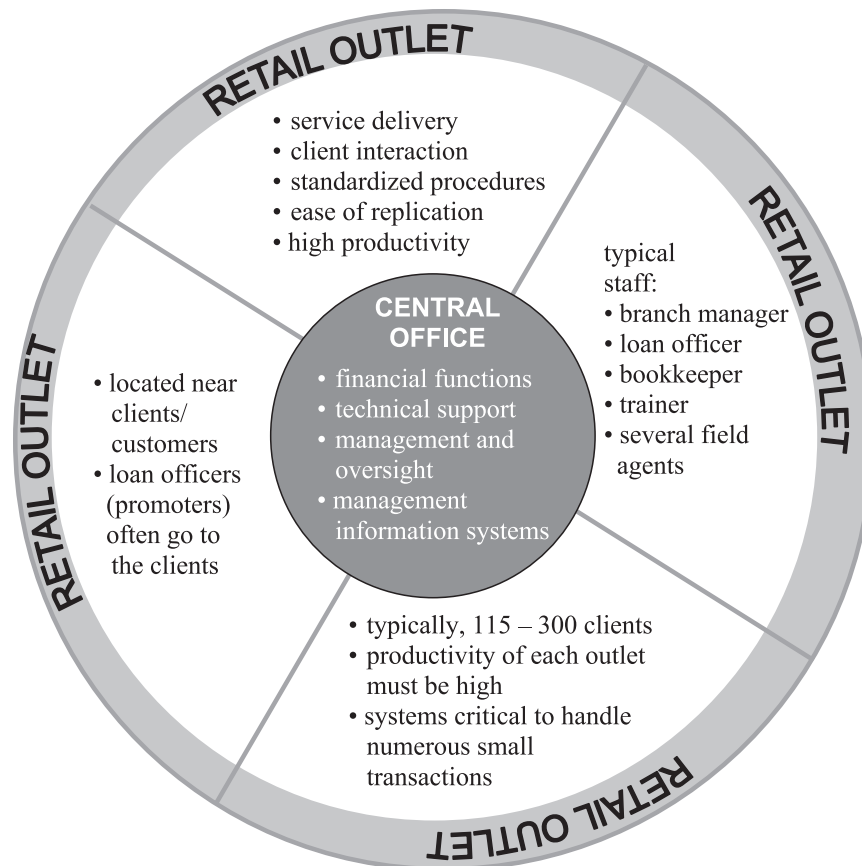 RETAIL OUTLET
• service delivery
• client interaction
• standardized procedures
• ease of replication
• high productivity
RETAIL OUTLET
typical
staff:
• branch manager
• loan officer
• bookkeeper
• trainer
• several field
agents
CENTRAL
OFFICE
• financial functions
• technical support
• management and
oversight
• management
information systems
RETAIL OUTLET
• located near
clients/
customers
• loan officers
(promoters)
often go to
the clients
• typically, 115 – 300 clients
• productivity of each outlet
must be high
• systems critical to handle
numerous small
transactions
RETAIL OUTLET